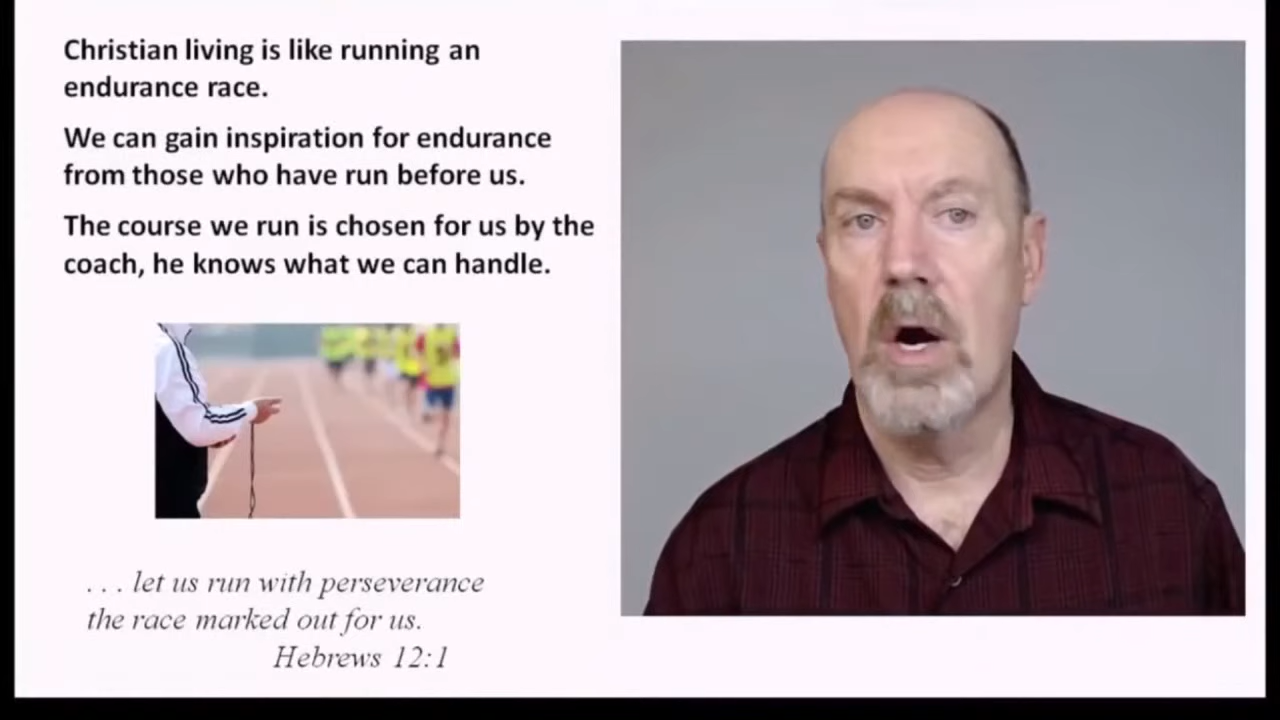 Christian living is like running an
endurance race.
We can gain inspiration for endurance
from those who have run before us.
The course we run is chosen for us by the
coach, he knows what we can handle.
. . . let us run with perseverance
the race marked out for us.
Hebrews 12:1